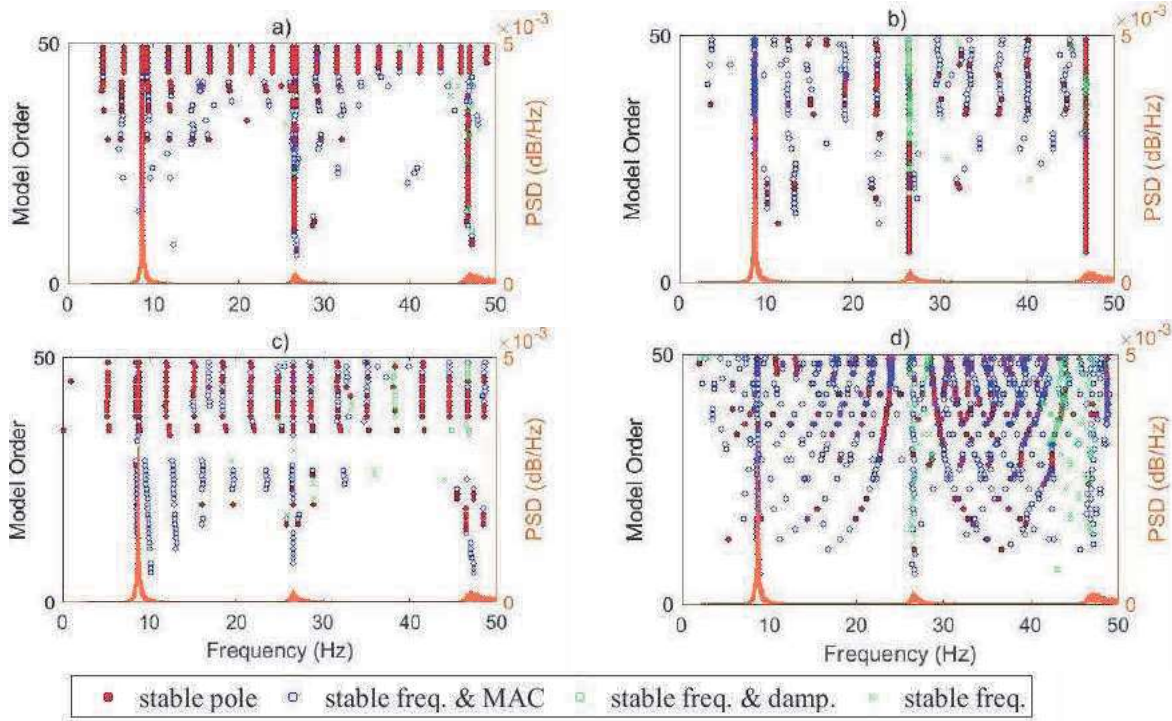 a)
×10⁻³
50
5
Model Order
PSD (dB/Hz)
0
0
0 10 20 30 40 50
b)
×10⁻³
50
5
Model Order
PSD (dB/Hz)
0
0
0 10 20 30 40 50
c)
×10⁻³
50
5
Model Order
PSD (dB/Hz)
0
0
0 10 20 30 40 50
Frequency (Hz)
d)
×10⁻³
50
5
Model Order
PSD (dB/Hz)
0
0
0 10 20 30 40 50
Frequency (Hz)
stable pole stable freq. & MAC stable freq. & damp. stable freq.